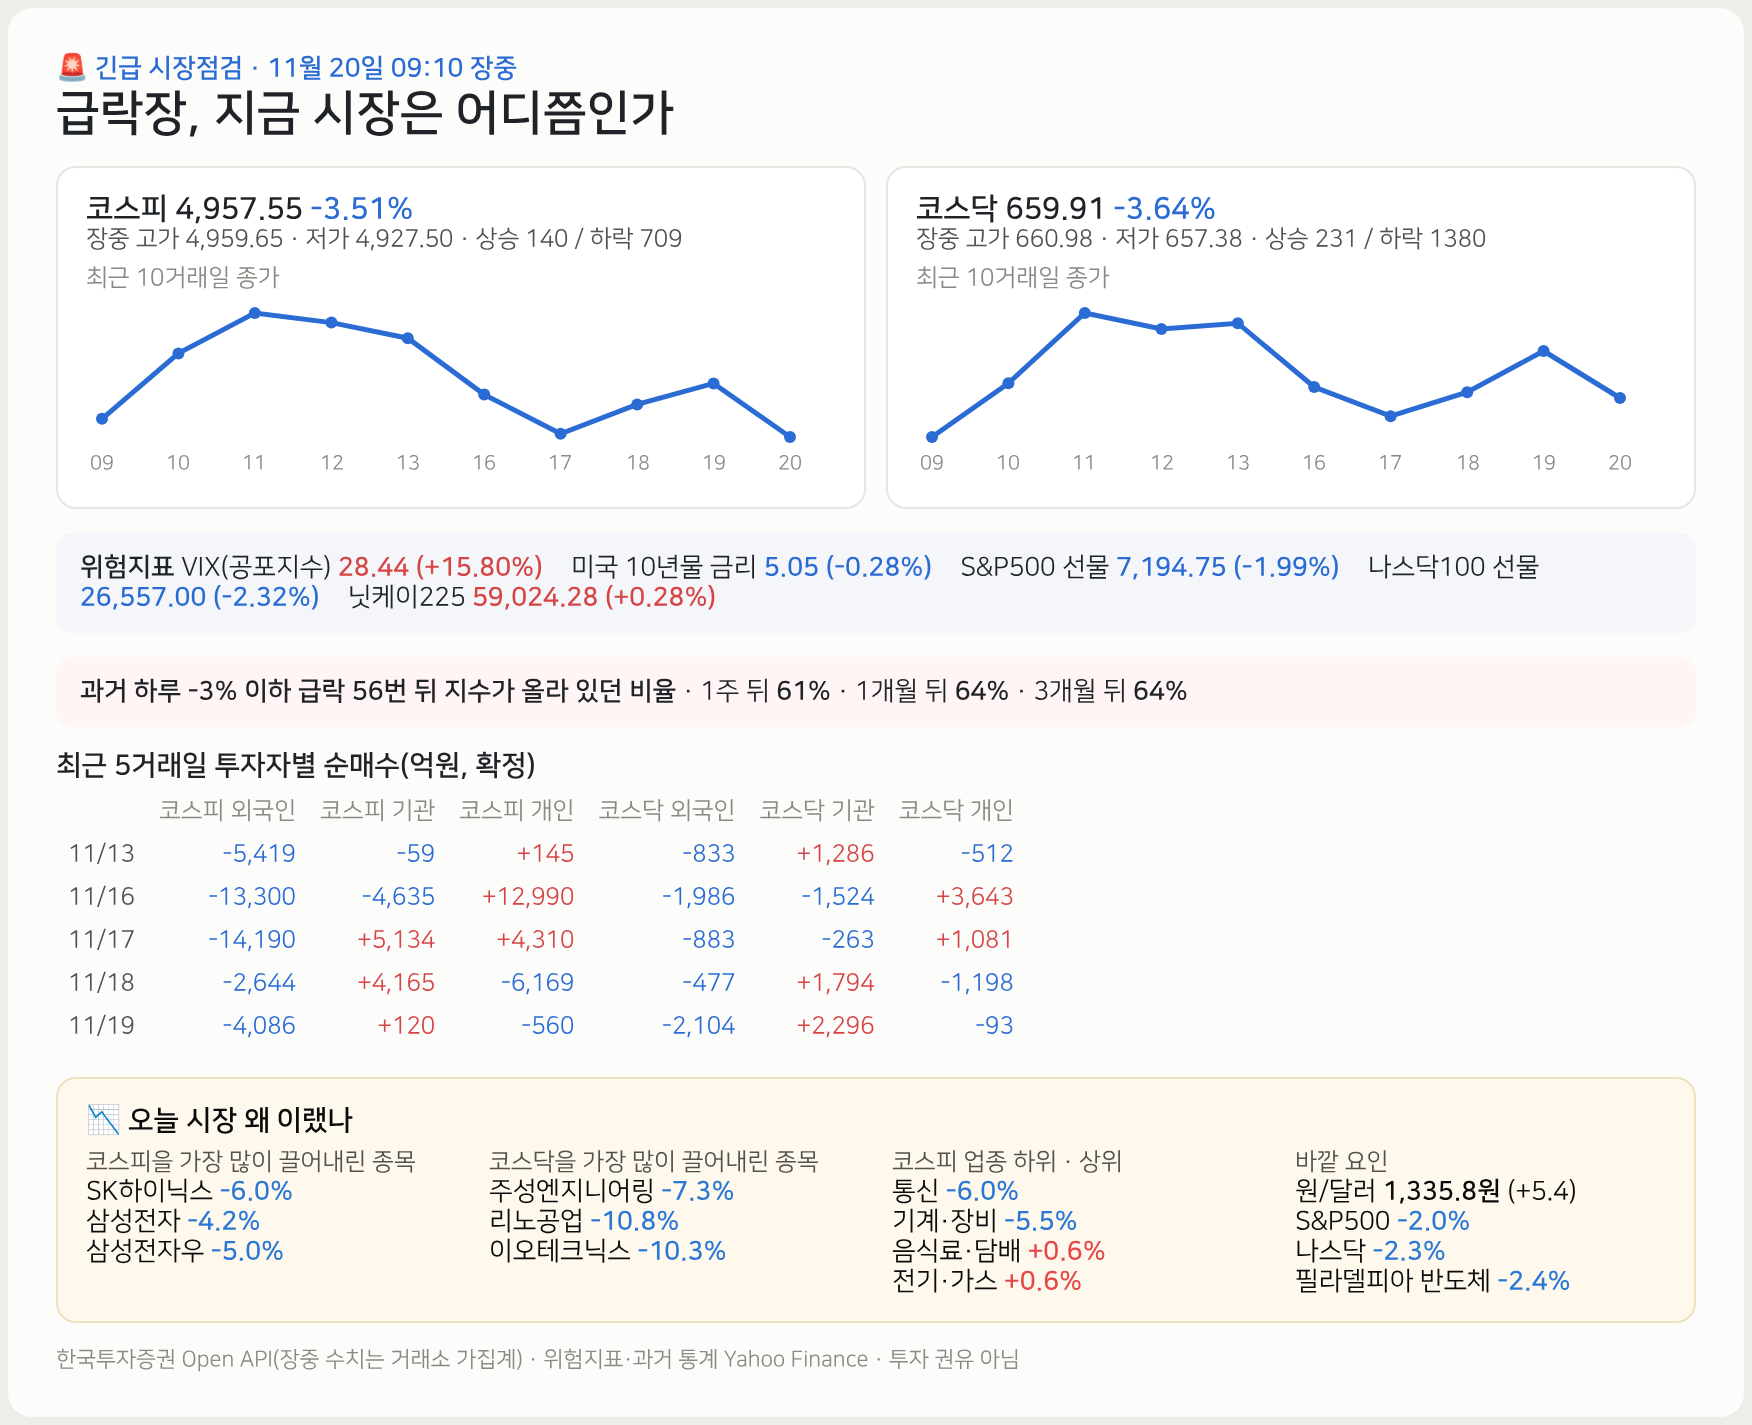 🚨 긴급 시장점검 · 11월 20일 09:10 장중
급락장, 지금 시장은 어디쯤인가
코스피 4,957.55 -3.51%
장중 고가 4,959.65 · 저가 4,927.50 · 상승 140 / 하락 709
최근 10거래일 종가
09 10 11 12 13 16 17 18 19 20
코스닥 659.91 -3.64%
장중 고가 660.98 · 저가 657.38 · 상승 231 / 하락 1380
최근 10거래일 종가
09 10 11 12 13 16 17 18 19 20
위험지표 VIX(공포지수) 28.44 (+15.80%) 미국 10년물 금리 5.05 (-0.28%) S&P500 선물 7,194.75 (-1.99%) 나스닥100 선물
26,557.00 (-2.32%) 닛케이225 59,024.28 (+0.28%)
과거 하루 -3% 이하 급락 56번 뒤 지수가 올라 있던 비율 · 1주 뒤 61% · 1개월 뒤 64% · 3개월 뒤 64%
최근 5거래일 투자자별 순매수(억원, 확정)
코스피 외국인 코스피 기관 코스피 개인 코스닥 외국인 코스닥 기관 코스닥 개인
11/13 -5,419 -59 +145 -833 +1,286 -512
11/16 -13,300 -4,635 +12,990 -1,986 -1,524 +3,643
11/17 -14,190 +5,134 +4,310 -883 -263 +1,081
11/18 -2,644 +4,165 -6,169 -477 +1,794 -1,198
11/19 -4,086 +120 -560 -2,104 +2,296 -93
📉 오늘 시장 왜 이랬나
코스피을 가장 많이 끌어내린 종목
SK하이닉스 -6.0%
삼성전자 -4.2%
삼성전자우 -5.0%
코스닥을 가장 많이 끌어내린 종목
주성엔지니어링 -7.3%
리노공업 -10.8%
이오테크닉스 -10.3%
코스피 업종 하위 · 상위
통신 -6.0%
기계·장비 -5.5%
음식료·담배 +0.6%
전기·가스 +0.6%
바깥 요인
원/달러 1,335.8원 (+5.4)
S&P500 -2.0%
나스닥 -2.3%
필라델피아 반도체 -2.4%
한국투자증권 Open API(장중 수치는 거래소 가집계) · 위험지표·과거 통계 Yahoo Finance · 투자 권유 아님